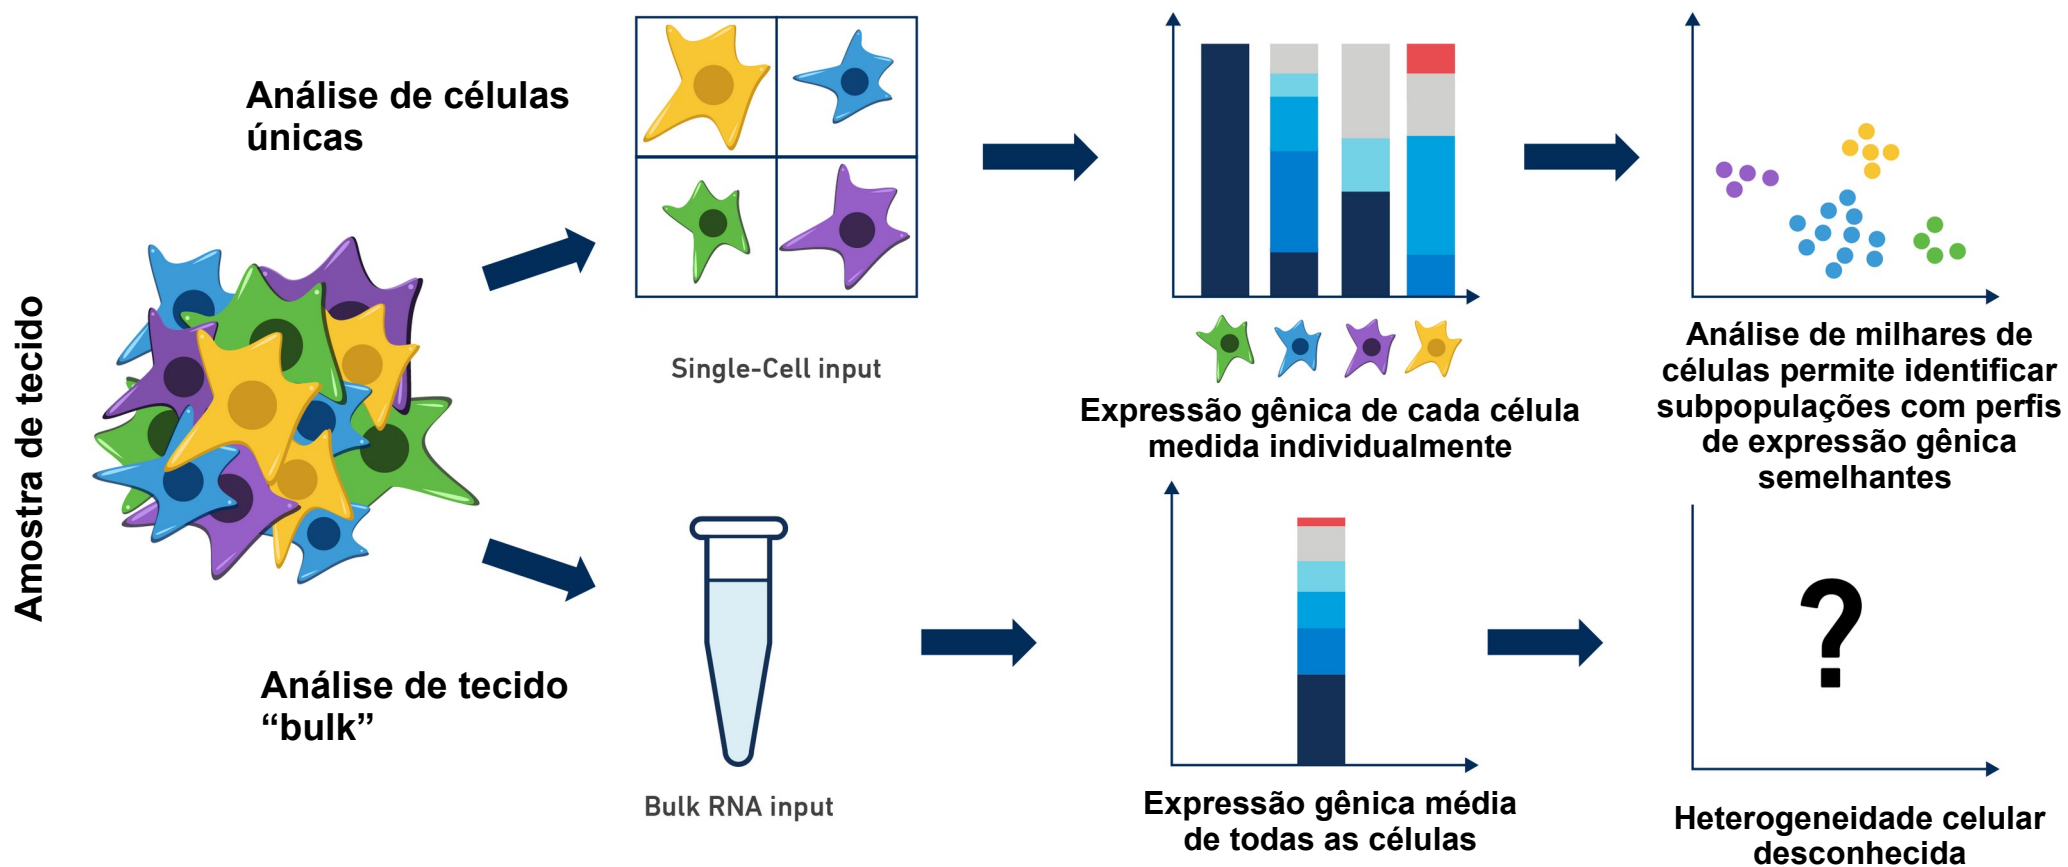 Amostra de tecido
Análise de células
únicas
Single-Cell input
Expressão gênica de cada célula
medida individualmente
Análise de milhares de
células permite identificar
subpopulações com perfis
de expressão gênica
semelhantes
Análise de tecido
“bulk”
Bulk RNA input
Expressão gênica média
de todas as células
?
Heterogeneidade celular
desconhecida